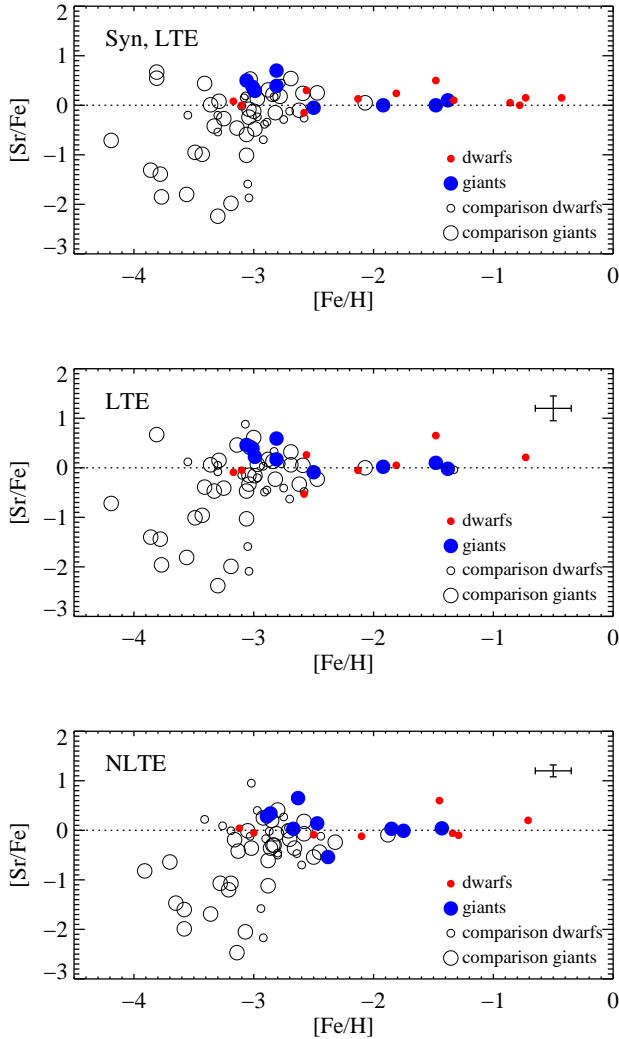 2
Syn, LTE
1
0
[Sr/Fe]
−1
dwarfs
giants
−2
comparison dwarfs
comparison giants
−3
−4 −3 −2 −1 0
[Fe/H]
2
LTE
1
0
[Sr/Fe]
−1
dwarfs
giants
−2
comparison dwarfs
comparison giants
−3
−4 −3 −2 −1 0
[Fe/H]
2
NLTE
1
0
[Sr/Fe]
−1
dwarfs
giants
−2
comparison dwarfs
comparison giants
−3
−4 −3 −2 −1 0
[Fe/H]